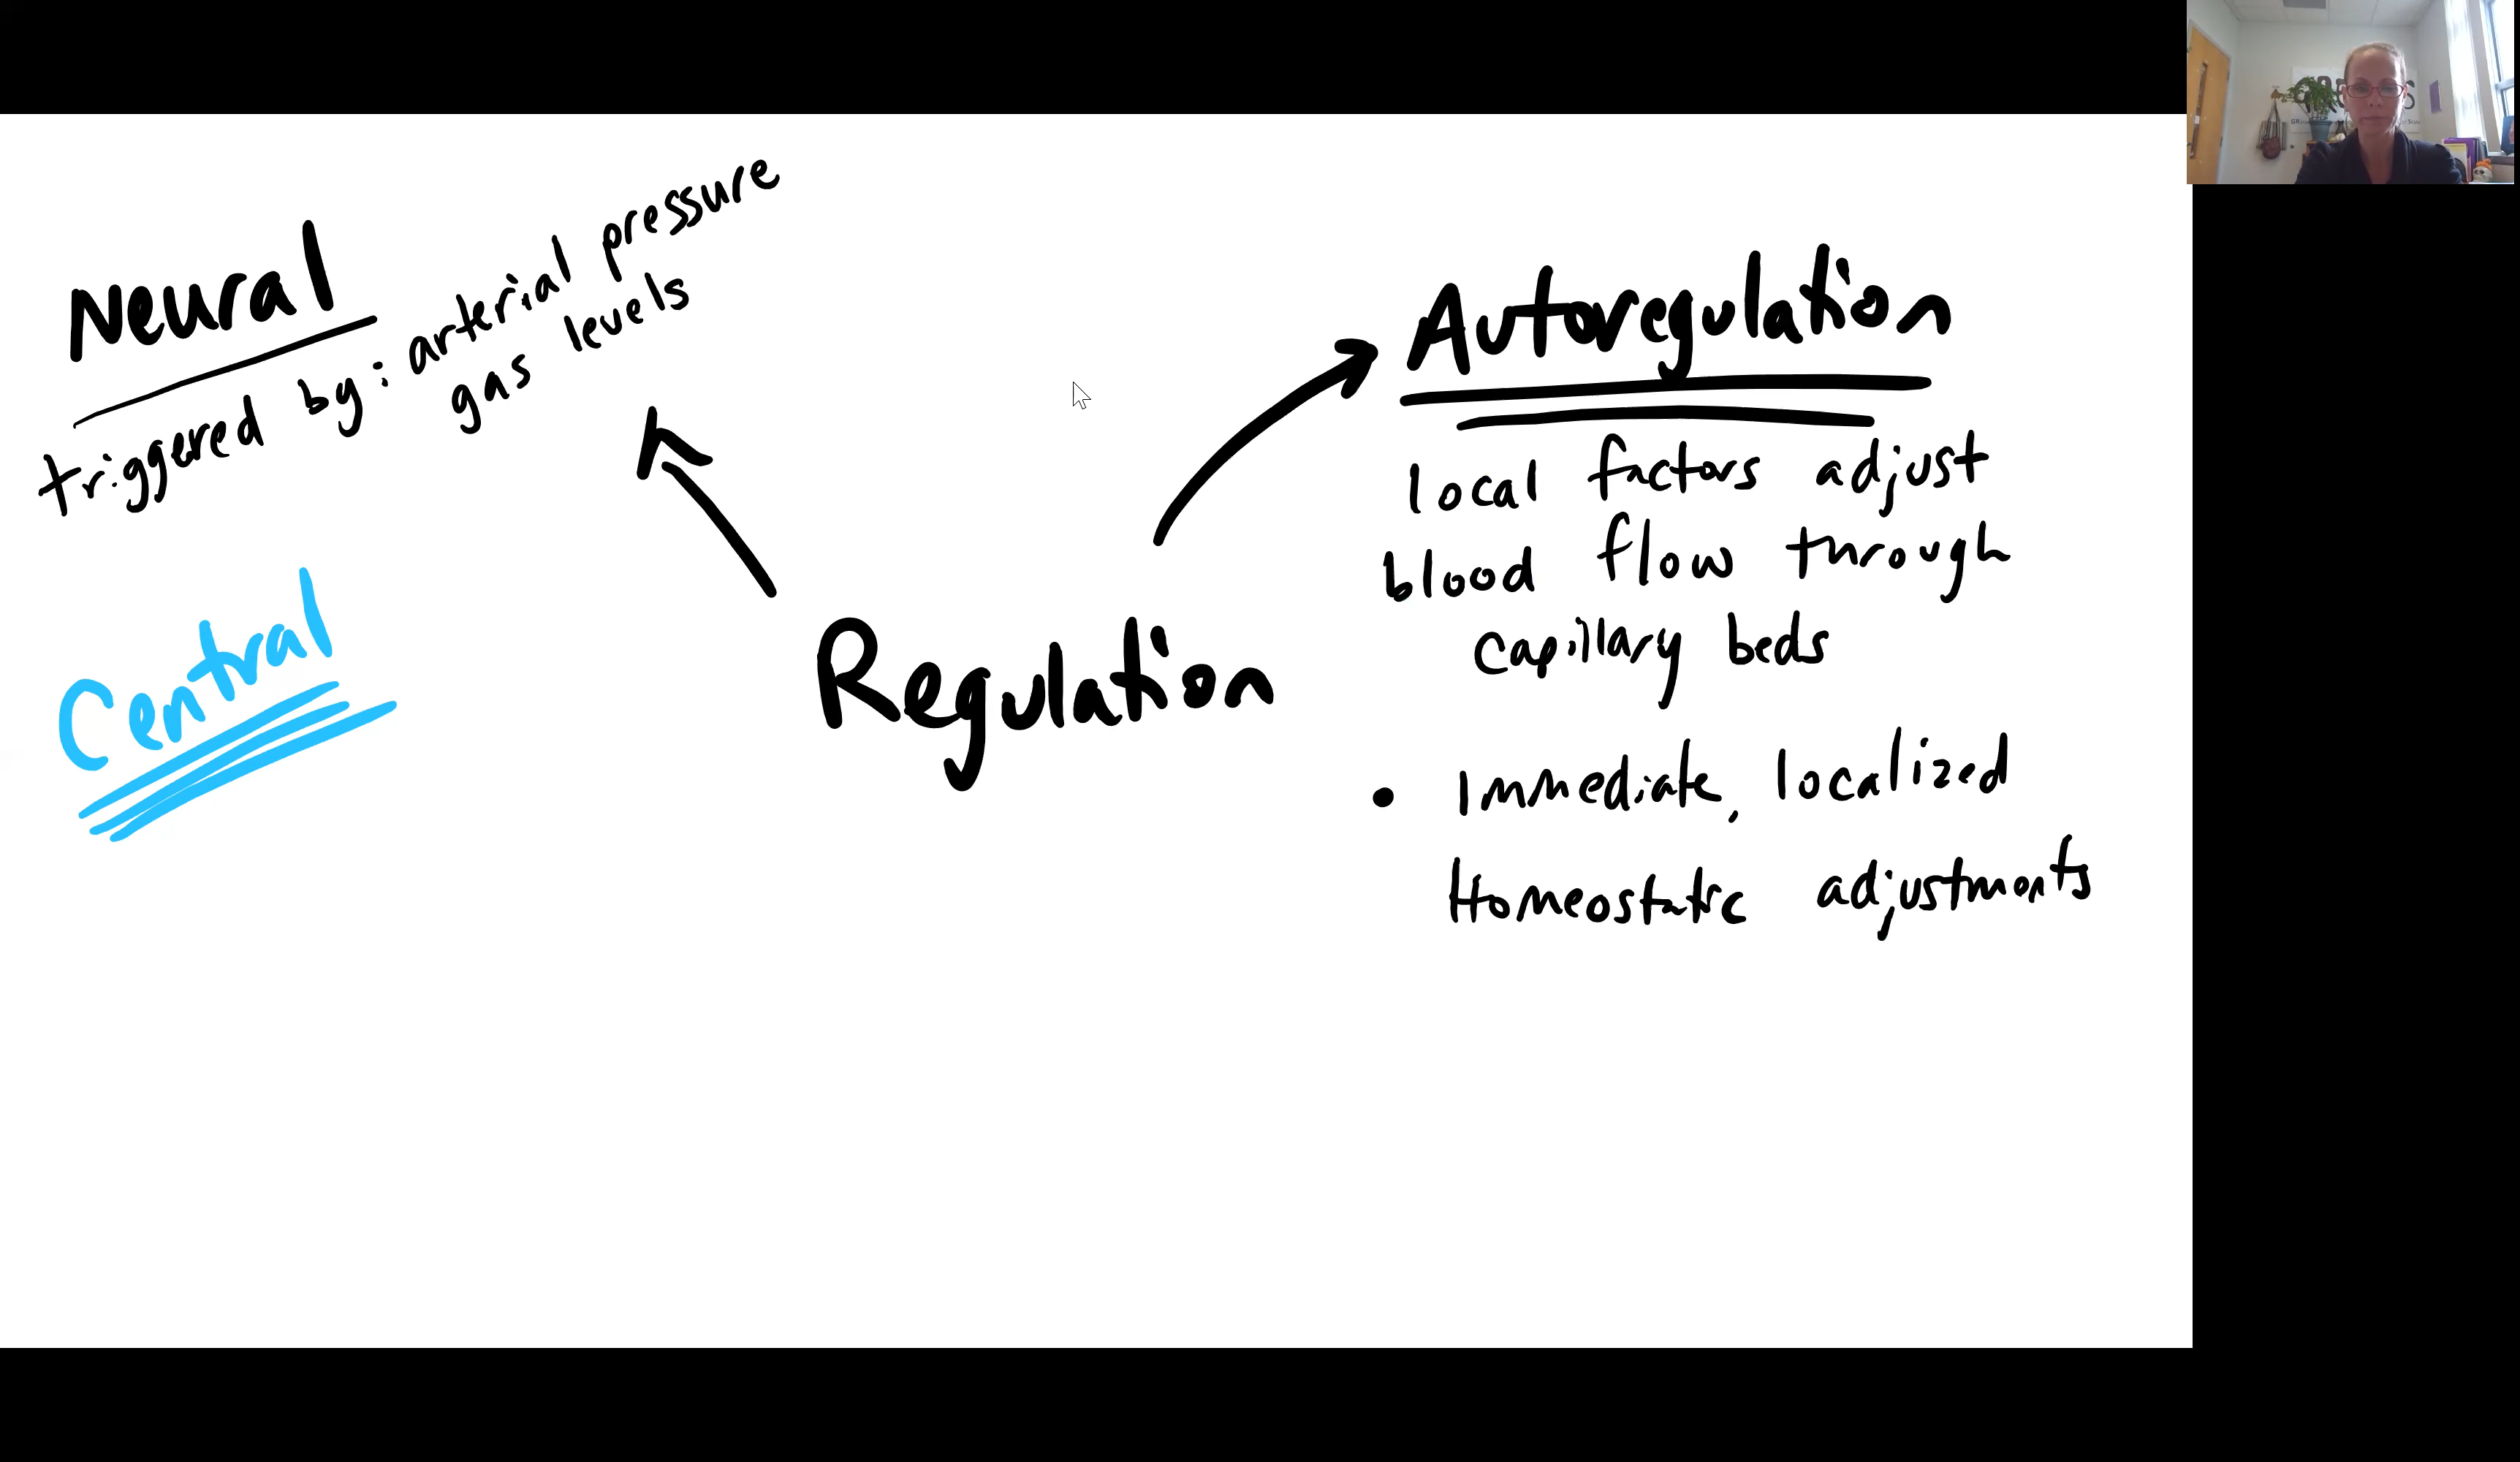 Neural
triggered by: arterial pressure
gas levels
Central
Regulation
Autoregulation
local factors adjust
blood flow through
capillary beds
• Immediate, localized
Homeostatic adjustments